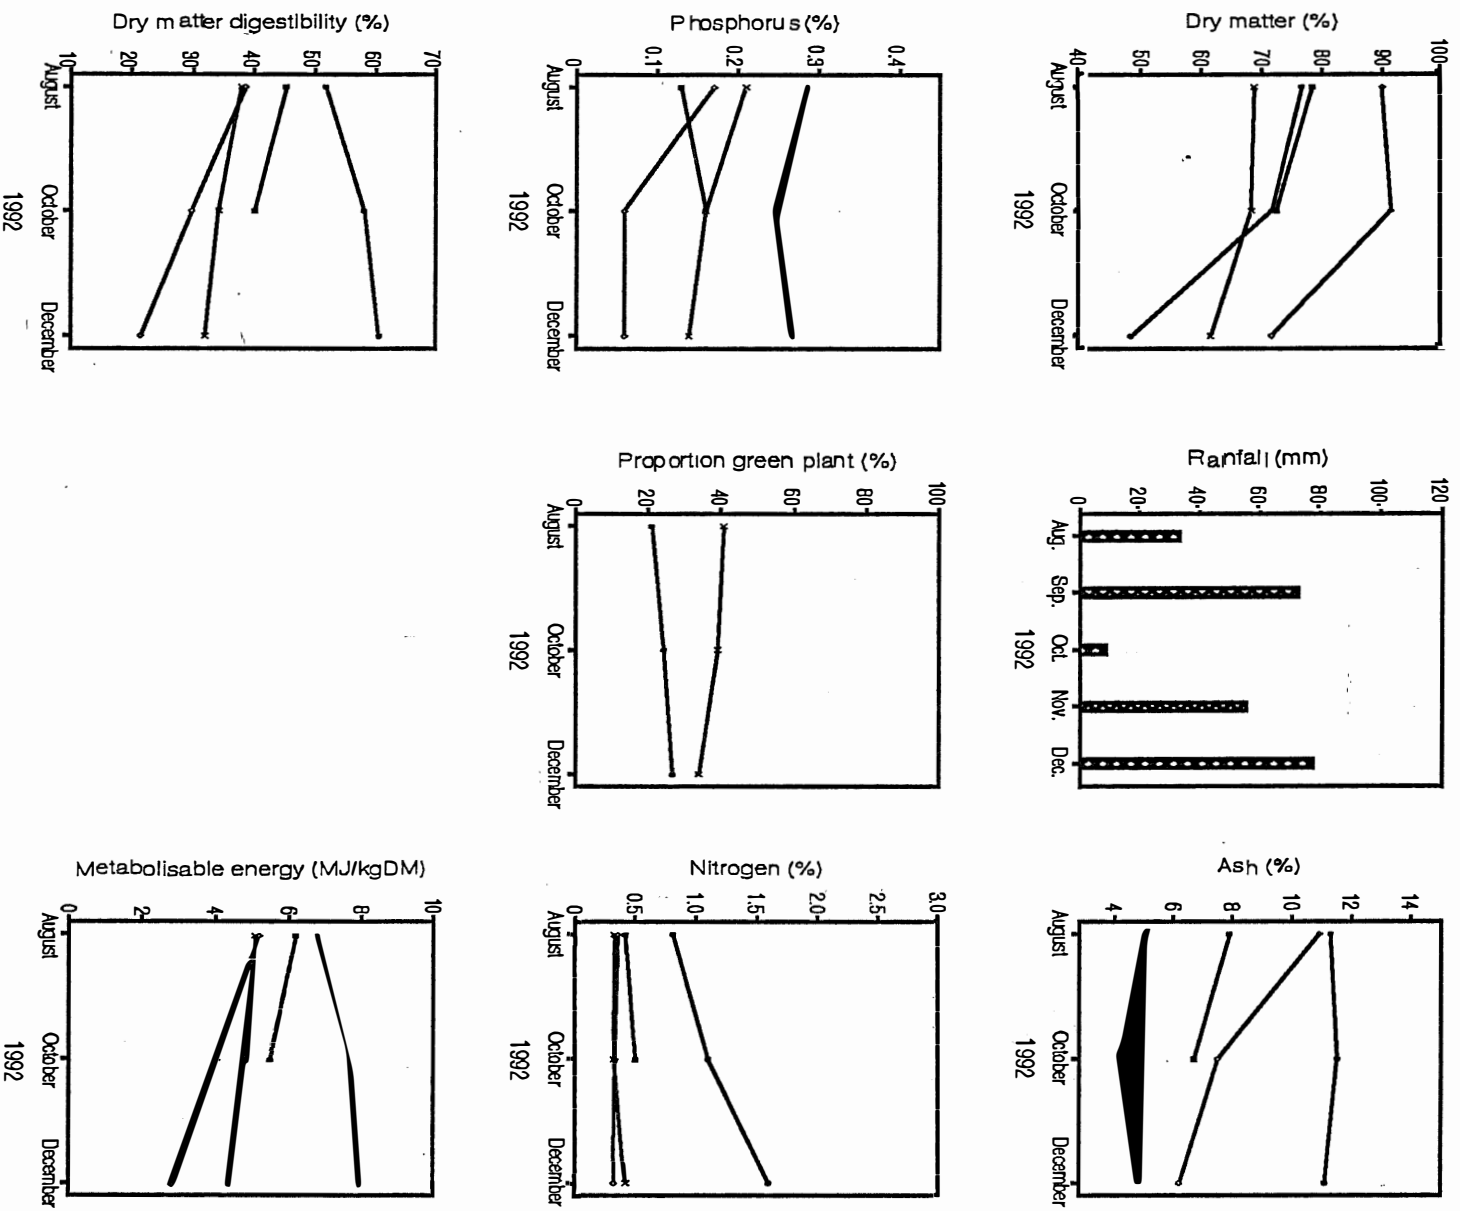 Dry matter digestibility (%)
10 20 30 40 50 60 70
August October December
1992
Phosphorus (%)
0 0.1 0.2 0.3 0.4
August October December
1992
Dry matter (%)
40 50 60 70 80 90 100
August October December
1992
Proportion green plant (%)
0 20 40 60 80 100
August October December
1992
Rainfall (mm)
0 20 40 60 80 100 120
Aug. Sep. Oct. Nov. Dec.
1992
Metabolisable energy (MJ/kgDM)
0 2 4 6 8 10
August October December
1992
Nitrogen (%)
0 0.5 1.0 1.5 2.0 2.5 3.0
August October December
1992
Ash (%)
4 6 8 10 12 14
August October December
1992